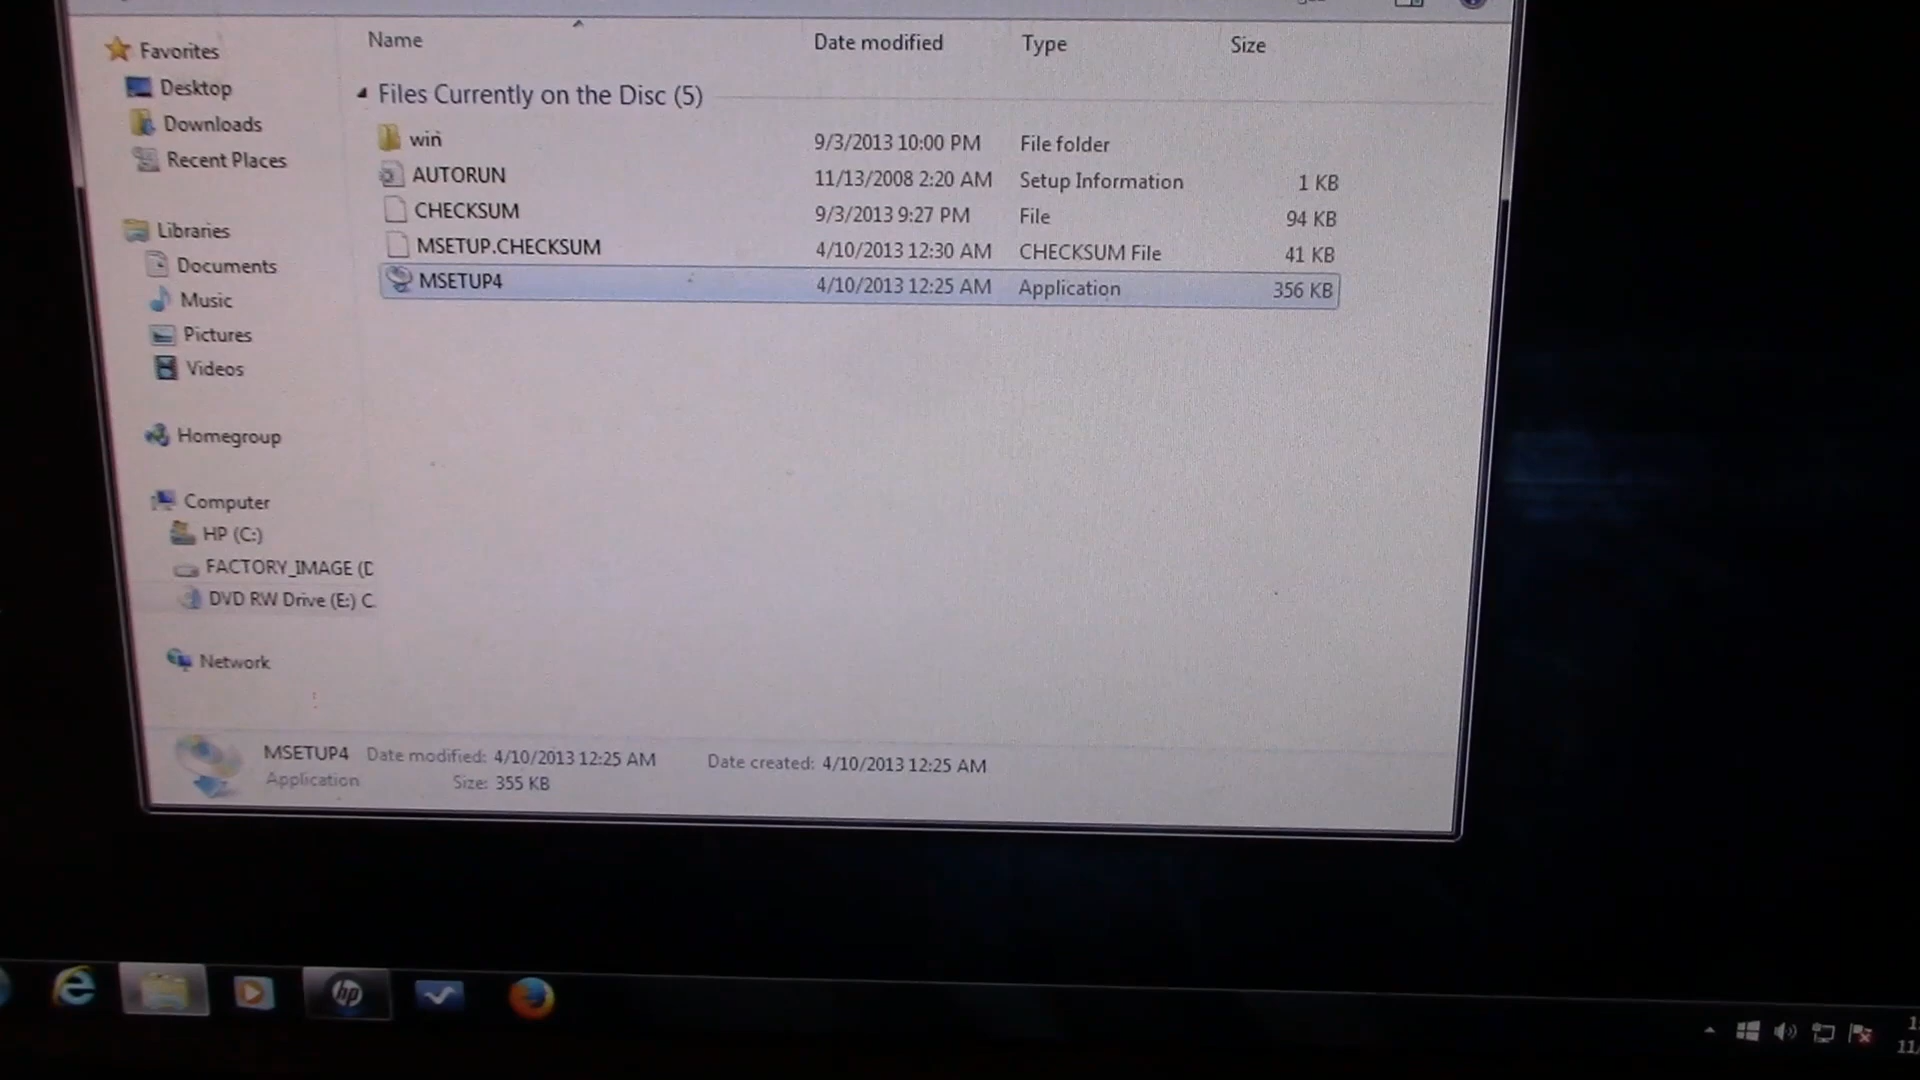 Name Date modified Type Size
Files Currently on the Disc (5)
win 9/3/2013 10:00 PM File folder
AUTORUN 11/13/2008 2:20 AM Setup Information 1 KB
CHECKSUM 9/3/2013 9:27 PM File 94 KB
MSETUP.CHECKSUM 4/10/2013 12:30 AM CHECKSUM File 41 KB
MSETUP4 4/10/2013 12:25 AM Application 356 KB
Favorites
Desktop
Downloads
Recent Places
Libraries
Documents
Music
Pictures
Videos
Homegroup
Computer
HP (C:)
FACTORY_IMAGE (D
DVD RW Drive (E:) C
Network
MSETUP4 Date modified: 4/10/2013 12:25 AM Date created: 4/10/2013 12:25 AM
Application Size: 355 KB
hp